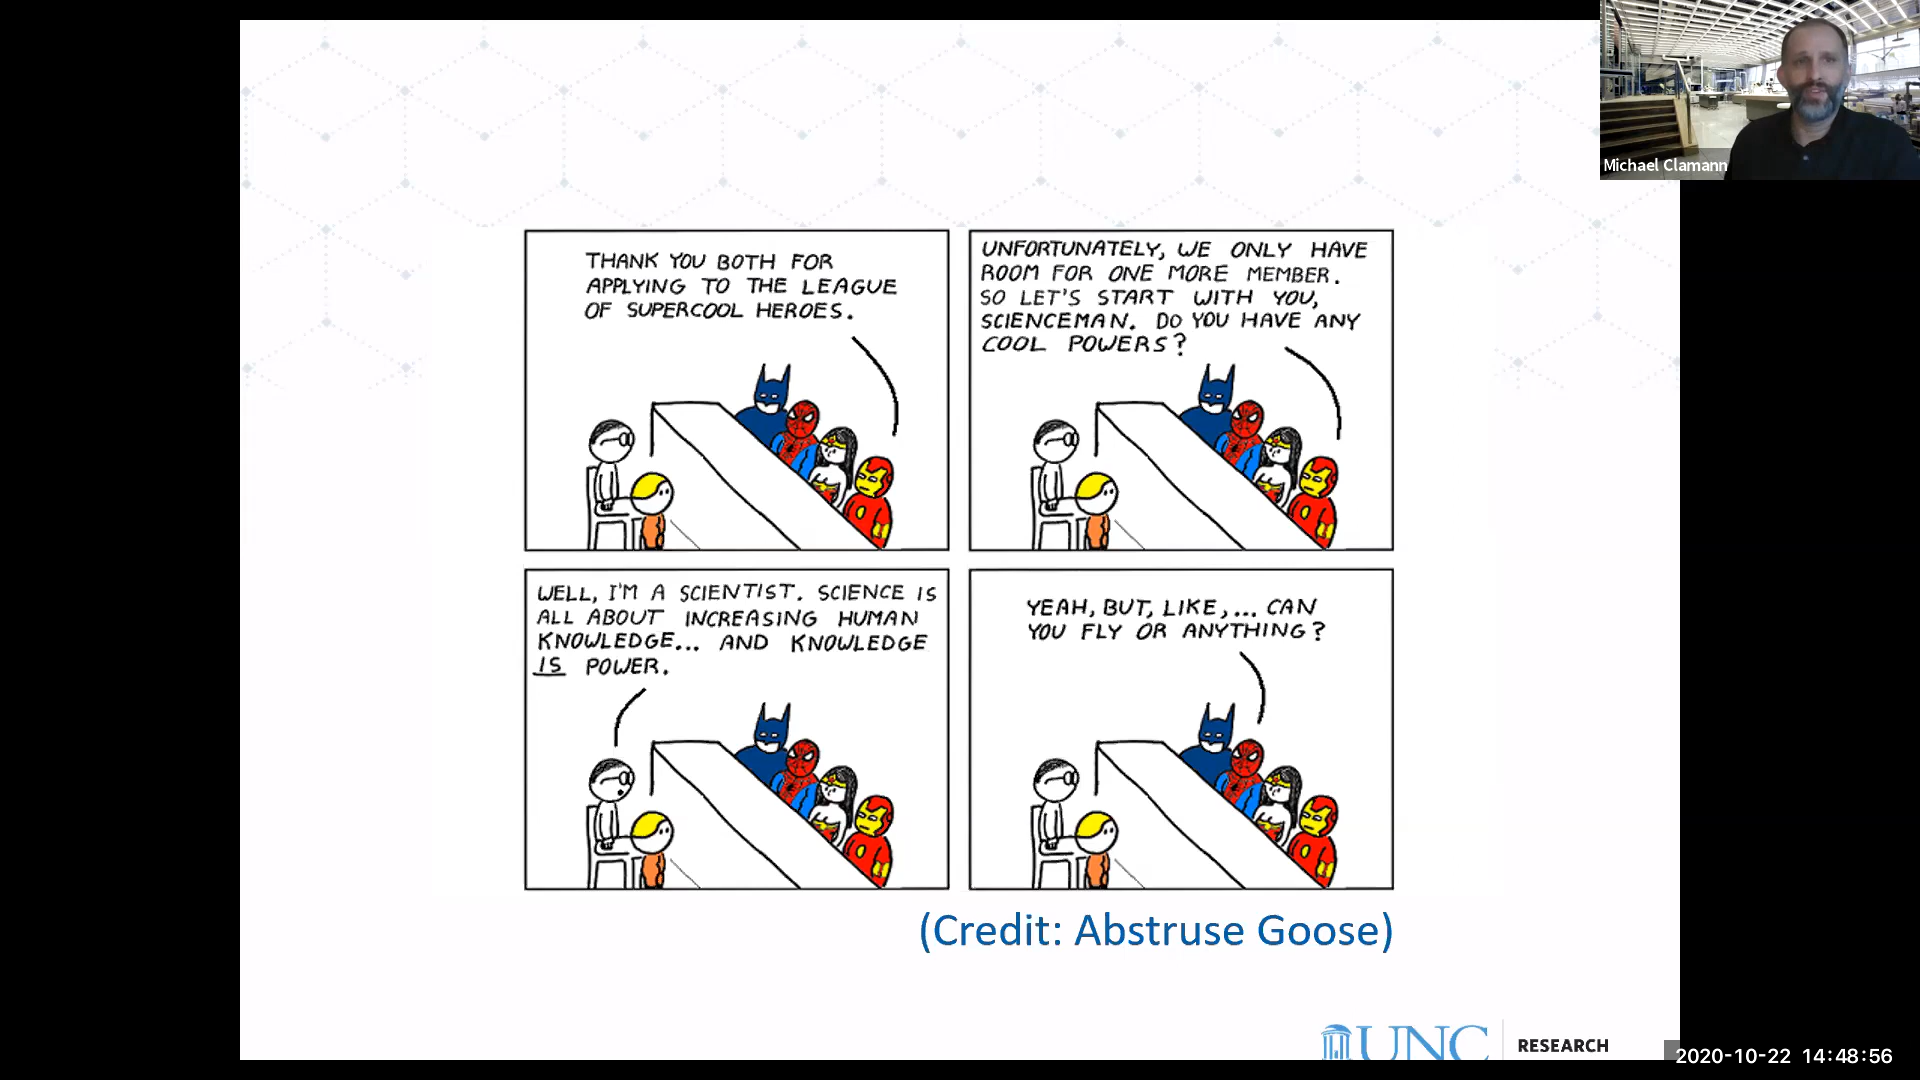 Michael Clamann
THANK YOU BOTH FOR
APPLYING TO THE LEAGUE
OF SUPERCOOL HEROES.
UNFORTUNATELY, WE ONLY HAVE
ROOM FOR ONE MORE MEMBER.
SO LET'S START WITH YOU,
SCIENCEMAN. DO YOU HAVE ANY
COOL POWERS?
WELL, I'M A SCIENTIST. SCIENCE IS
ALL ABOUT INCREASING HUMAN
KNOWLEDGE... AND KNOWLEDGE
IS POWER.
YEAH, BUT, LIKE,... CAN
YOU FLY OR ANYTHING?
(Credit: Abstruse Goose)
UNC RESEARCH
2020-10-22 14:48:56